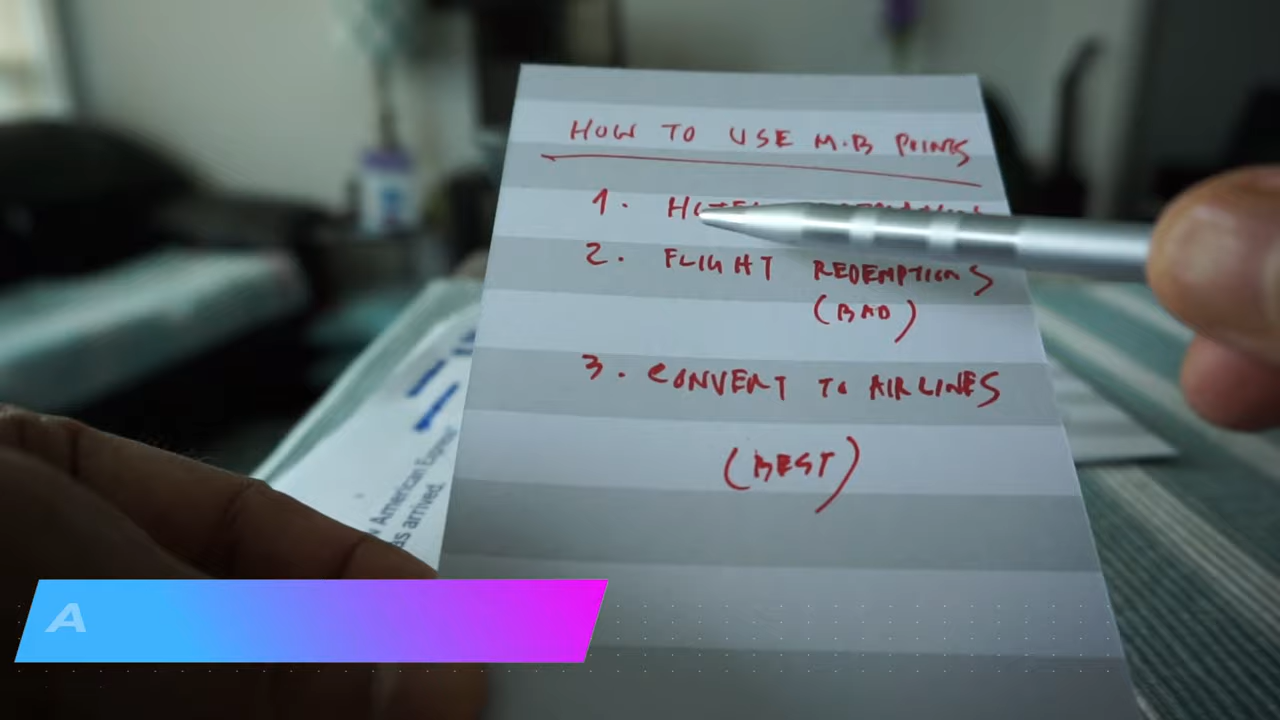 HOW TO USE M.B POINTS
1.
2. FLIGHT REDEMPTIONS
(BAD)
3. CONVERT TO AIRLINES
(BEST)
American Express
as arrived.
A